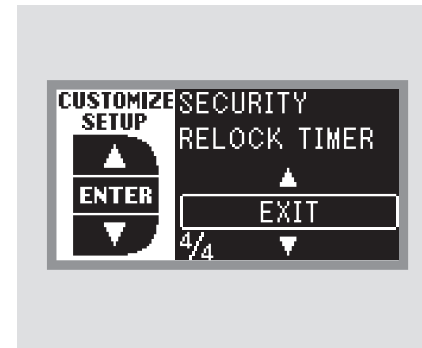 CUSTOMIZE
SETUP
ENTER
SECURITY
RELOCK TIMER
EXIT
4/4